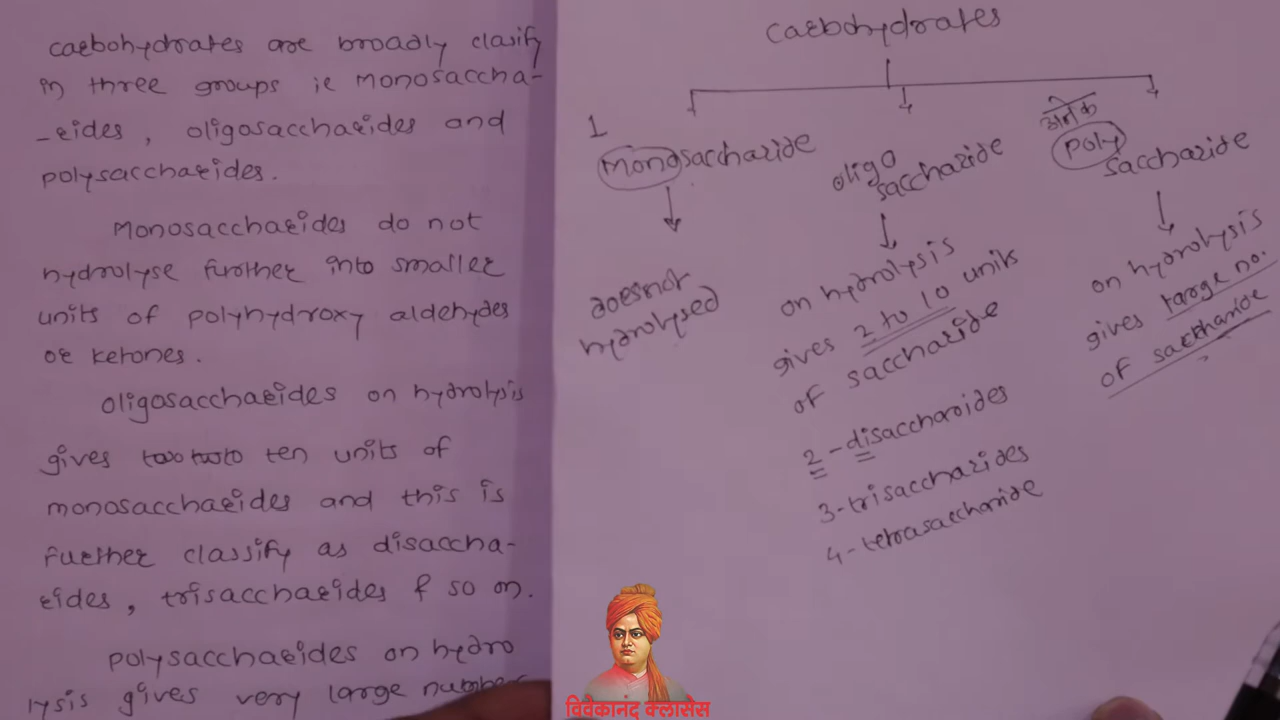 carbohydrates are broadly clasify
in three groups ie Monosaccha-
-rides, oligosaccharides and
polysaccharides.
Monosaccharides do not
hydrolyse further into smaller
units of polyhydroxy aldehydes
or ketones.
oligosaccharides on hydrolysis
gives two to ten units of
monosaccharides and this is
further classify as disaccha-
rides, trisaccharides & so on.
polysaccharides on hydro
lysis gives very large number
carbohydrates
1
monosaccharide
doesnot
hydrolysed
oligo
saccharide
on hydrolysis
gives 2 to 10 units
of saccharide
2-disaccharoides
3-trisaccharides
4-tetrasaccharide
अनेक
poly
saccharide
on hydrolysis
gives large no.
of saccharide
विवेकानंद क्लासेस